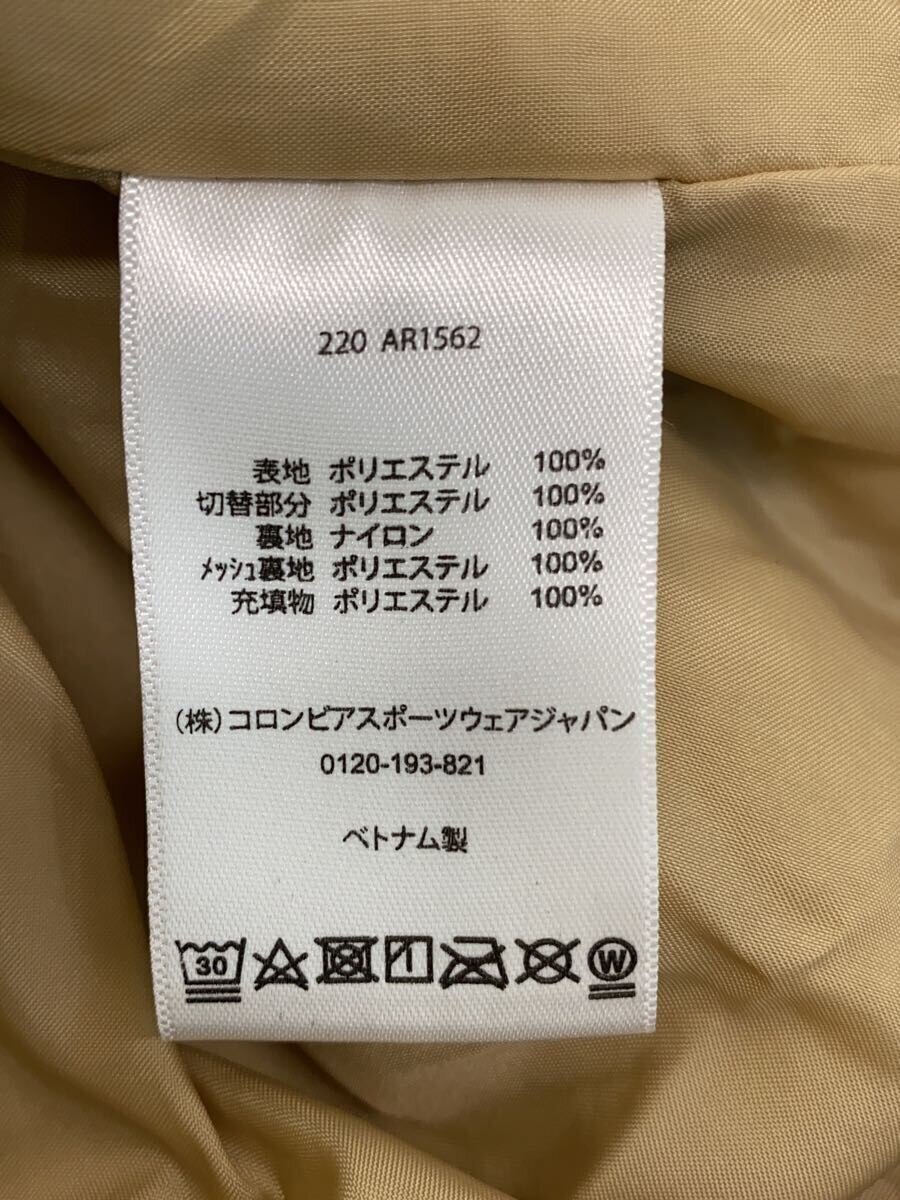 220 AR1562
表地 ポリエステル 100%
切替部分 ポリエステル 100%
裏地 ナイロン 100%
ﾒｯｼｭ裏地 ポリエステル 100%
充填物 ポリエステル 100%
(株)コロンビアスポーツウェアジャパン
0120-193-821
ベトナム製
30 W